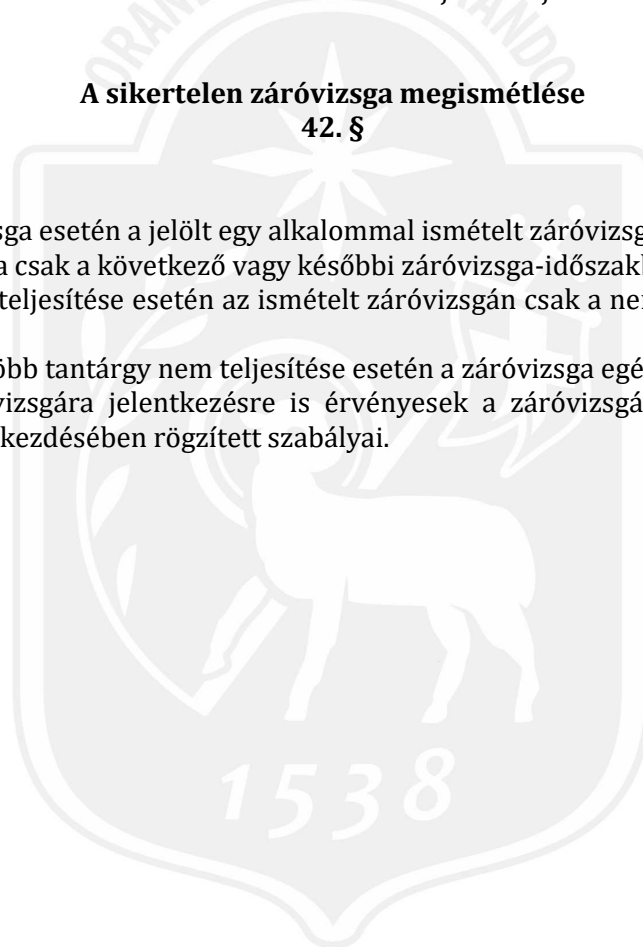 ORANDO
A sikertelen záróvizsga megismétlése
42. §
sga esetén a jelölt egy alkalommal ismételt záróvizsg
a csak a következő vagy későbbi záróvizsga-időszakb
teljesítése esetén az ismételt záróvizsgán csak a ne
öbb tantárgy nem teljesítése esetén a záróvizsga egé
vizsgára jelentkezésre is érvényesek a záróvizsgá
kezdésében rögzített szabályai.
1538